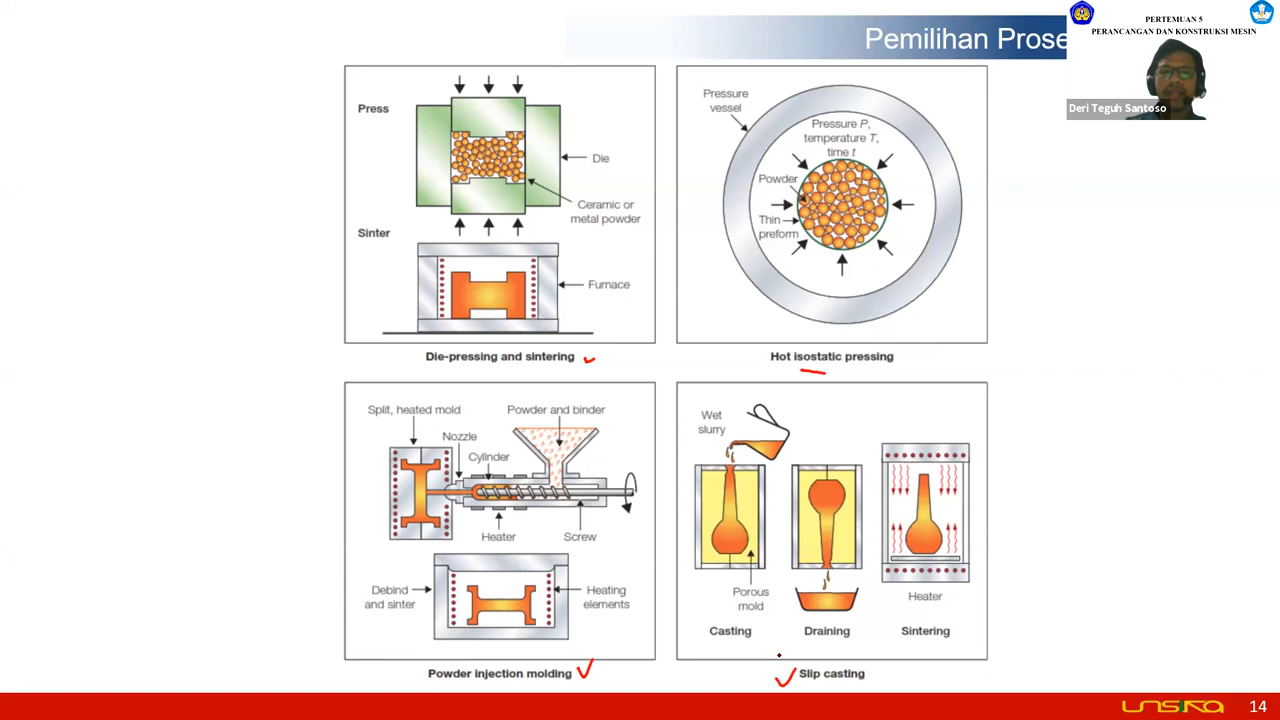 Pemilihan Prose
PERTEMUAN 5
PERANCANGAN DAN KONSTRUKSI MESIN
Deri Teguh Santoso
Press
Die
Ceramic or
metal powder
Sinter
Furnace
Die-pressing and sintering
Pressure
vessel
Pressure P,
temperature T,
time t
Powder
Thin
preform
Hot isostatic pressing
Split, heated mold
Powder and binder
Nozzle
Cylinder
Heater
Screw
Debind
and sinter
Heating
elements
Powder injection molding
Wet
slurry
Porous
mold
Heater
Casting
Draining
Sintering
Slip casting
unsika
14